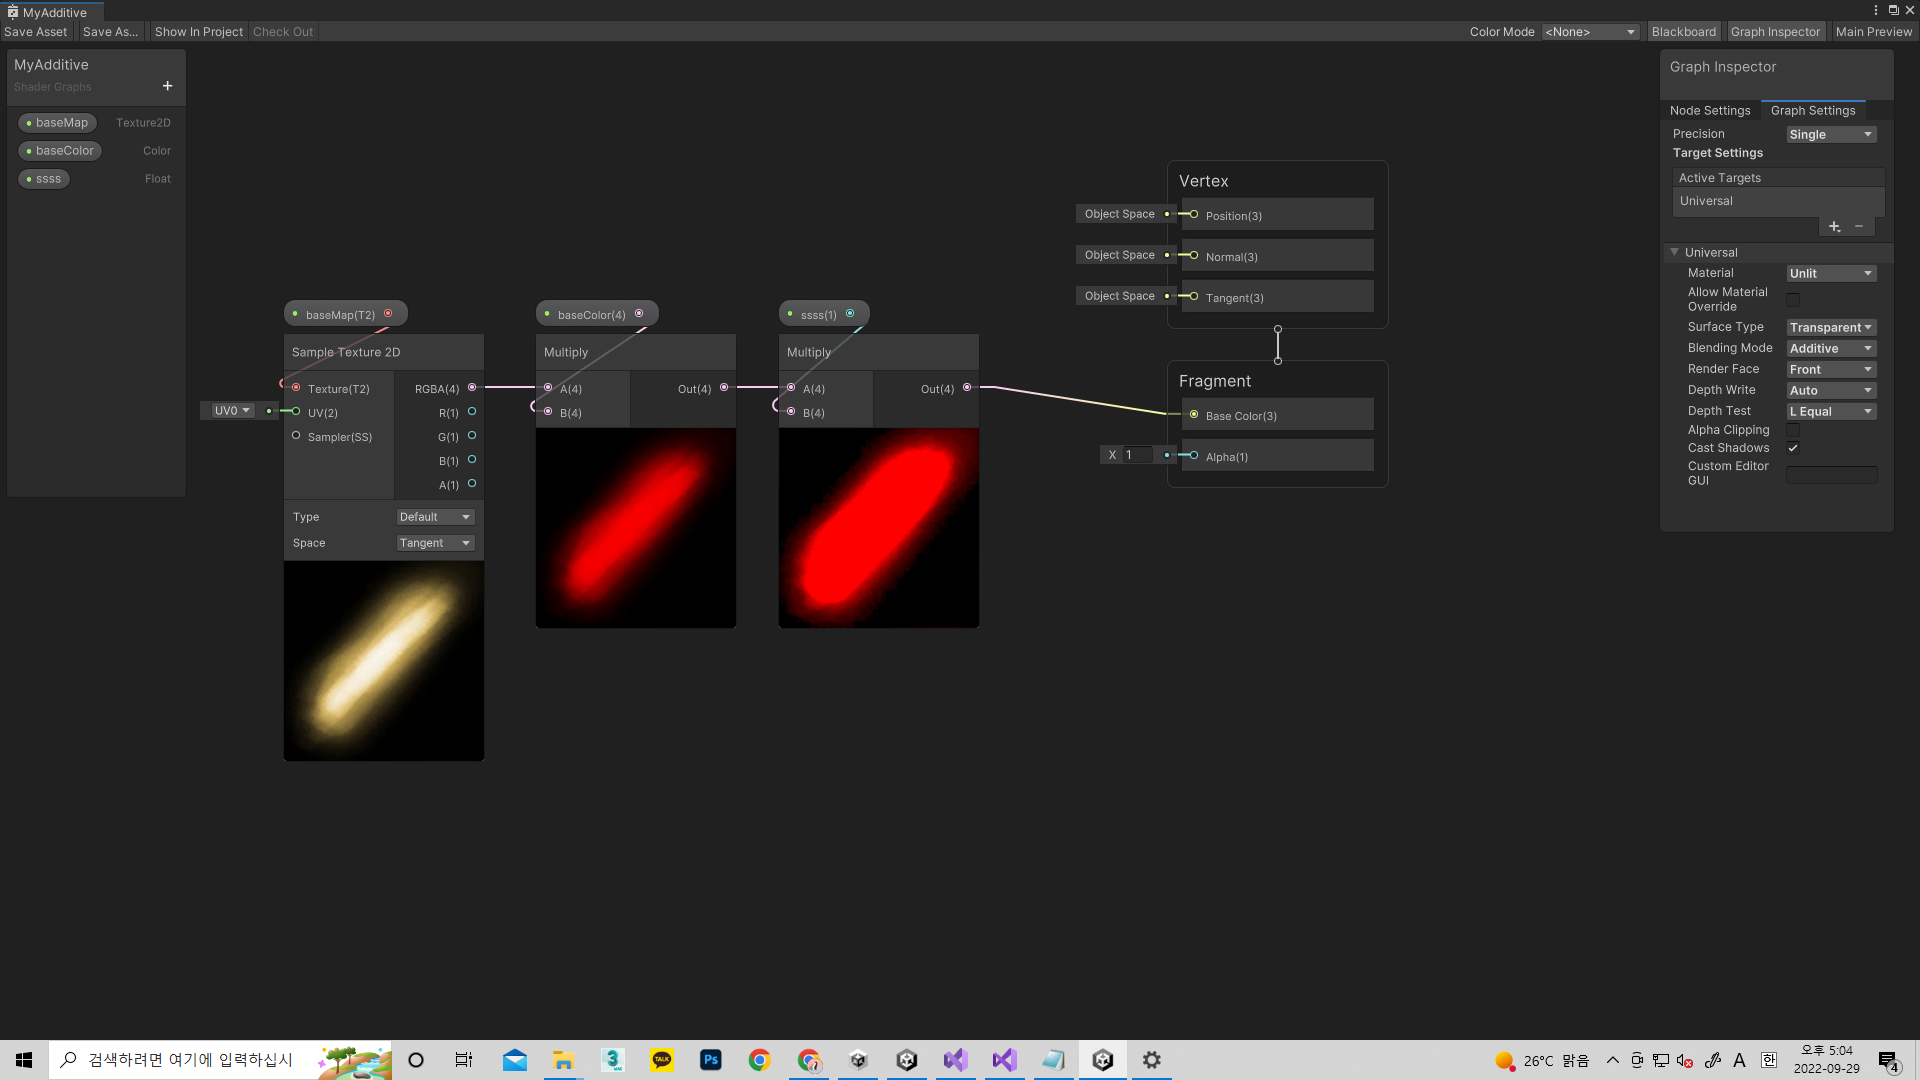 MyAdditive
Save Asset
Save As...
Show In Project
Check Out
Color Mode
<None>
Blackboard
Graph Inspector
Main Preview
MyAdditive
Shader Graphs
+
baseMap Texture2D
baseColor Color
ssss Float
baseMap(T2)
Sample Texture 2D
UV0
Texture(T2)
UV(2)
Sampler(SS)
RGBA(4)
R(1)
G(1)
B(1)
A(1)
Type Default
Space Tangent
baseColor(4)
Multiply
A(4) Out(4)
B(4)
ssss(1)
Multiply
A(4) Out(4)
B(4)
Vertex
Object Space Position(3)
Object Space Normal(3)
Object Space Tangent(3)
Fragment
Base Color(3)
X 1 Alpha(1)
Graph Inspector
Node Settings Graph Settings
Precision Single
Target Settings
Active Targets
Universal
Universal
Material Unlit
Allow Material
Override
Surface Type Transparent
Blending Mode Additive
Render Face Front
Depth Write Auto
Depth Test L Equal
Alpha Clipping
Cast Shadows
Custom Editor
GUI
검색하려면 여기에 입력하십시
3
MAX
TALK
Ps
26°C 맑음
A
한
오후 5:04
2022-09-29
4